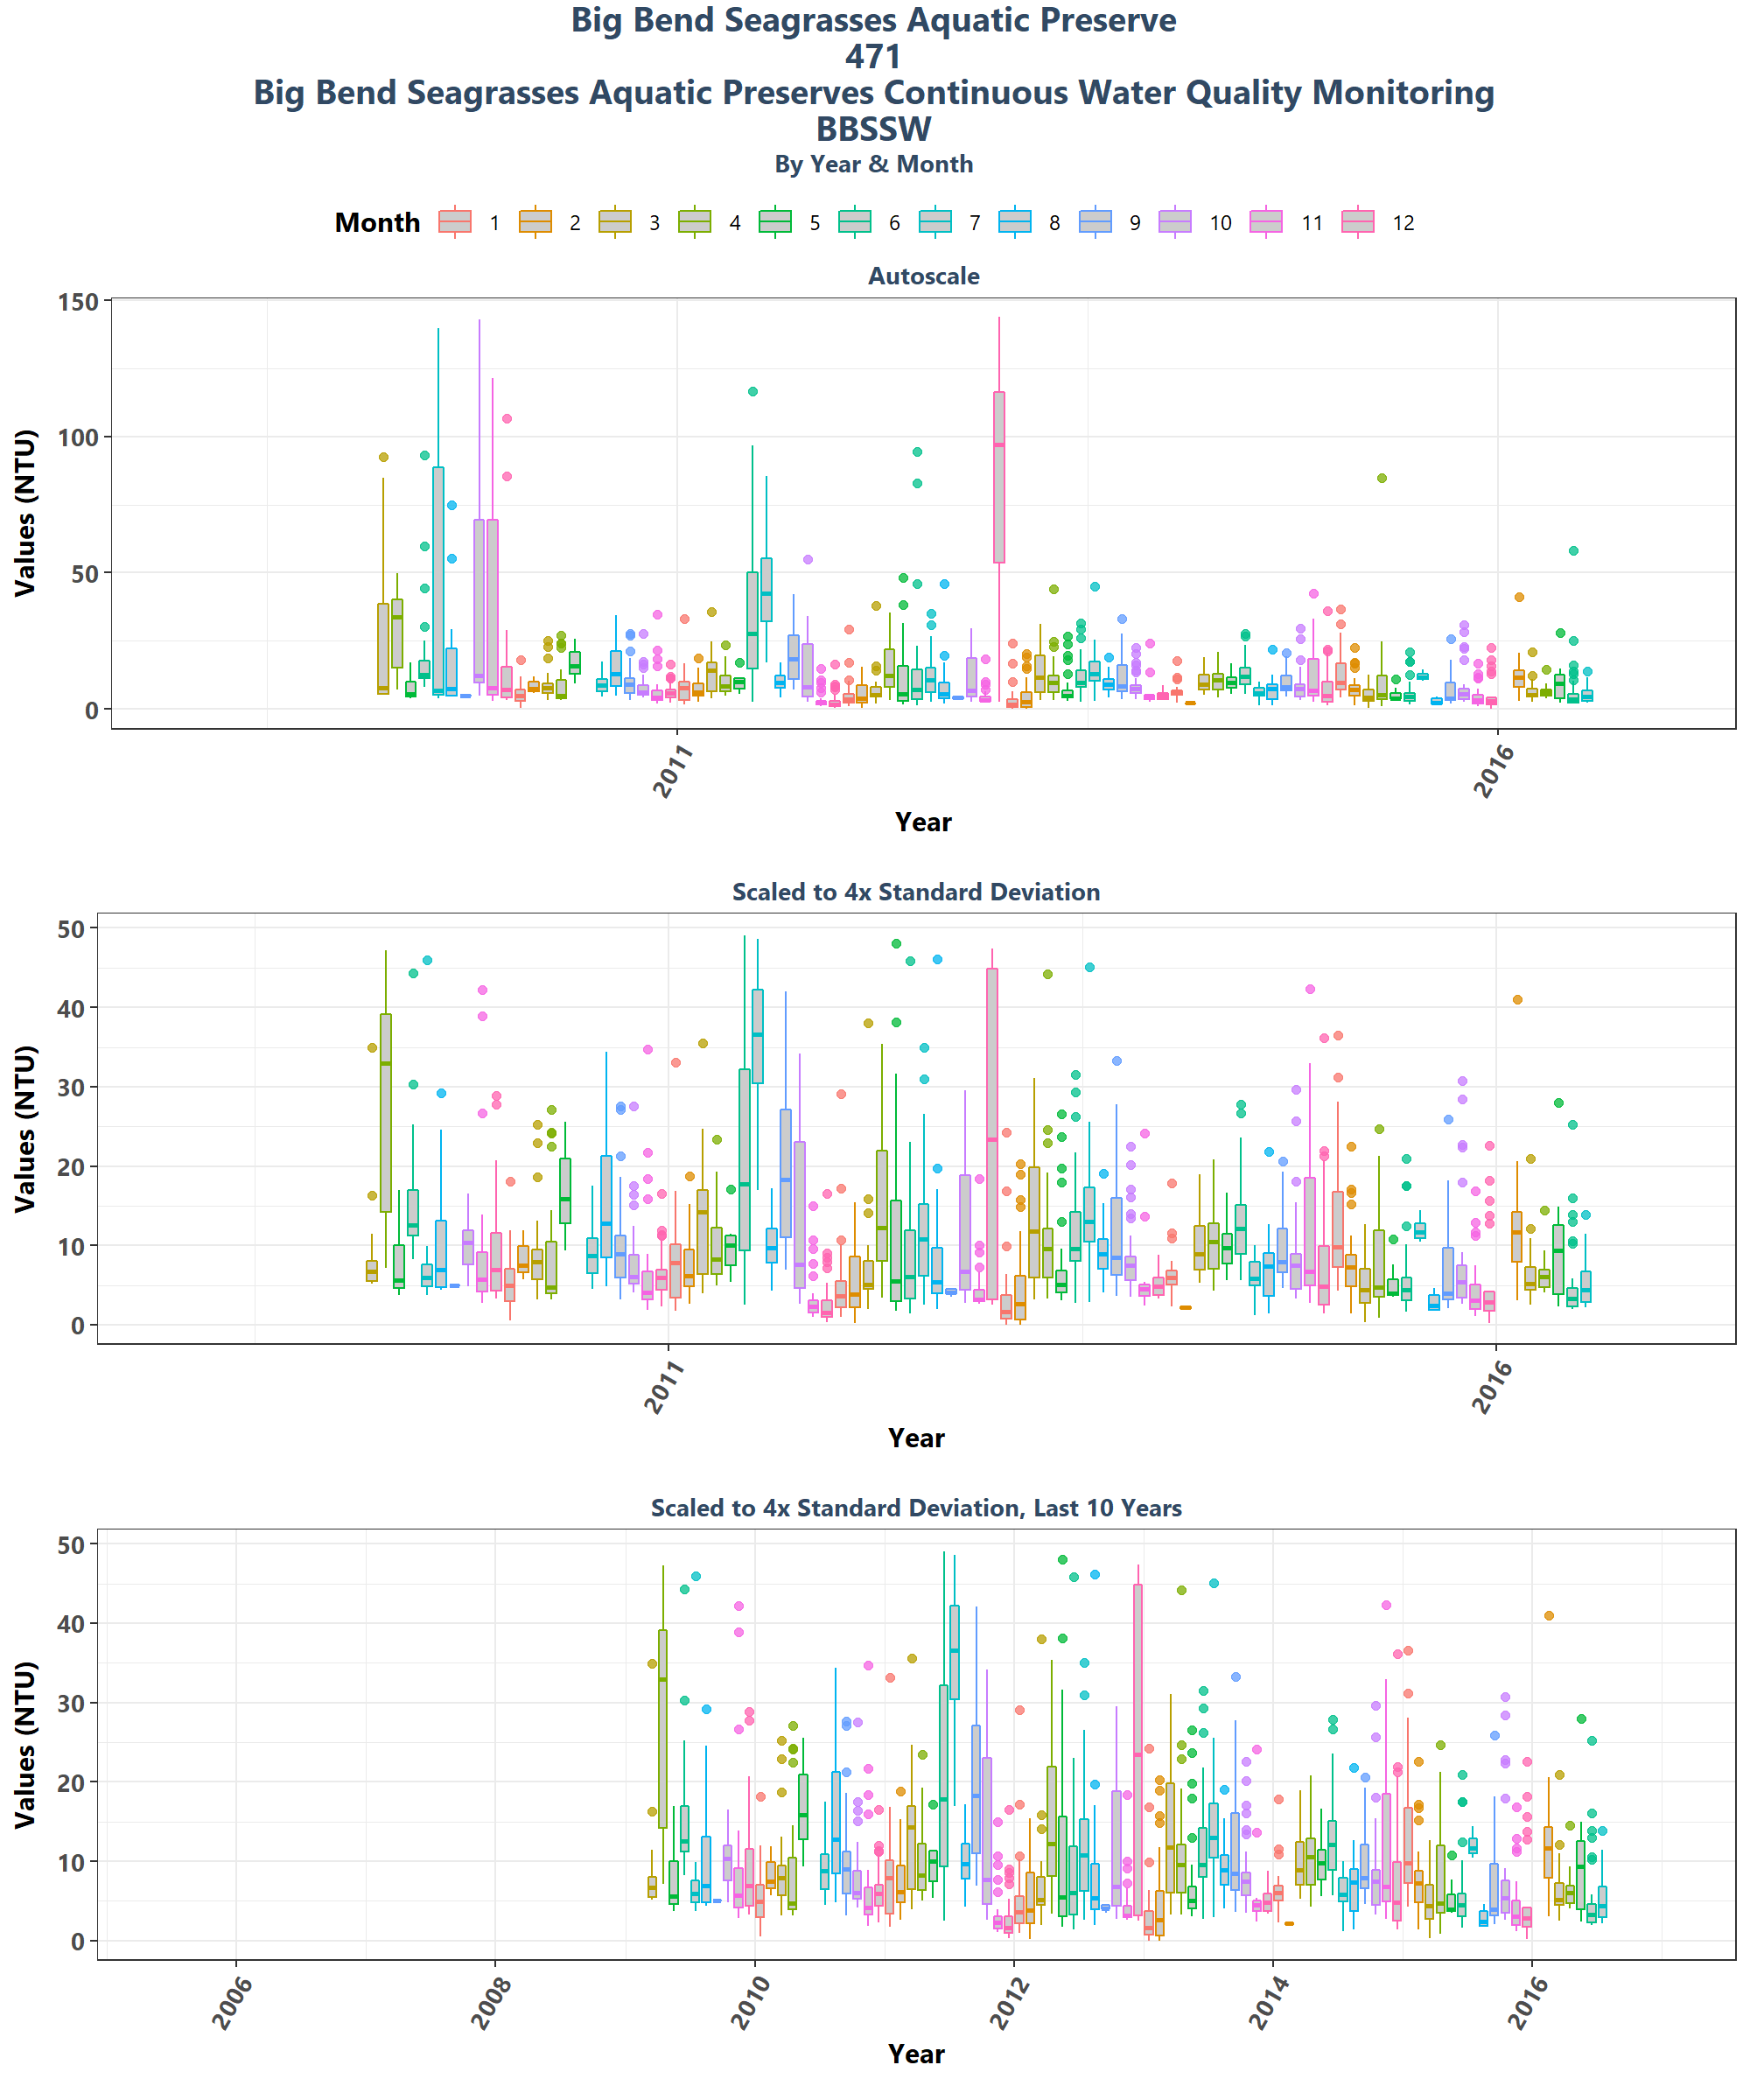 Big Bend Seagrasses Aquatic Preserve
471
Big Bend Seagrasses Aquatic Preserves Continuous Water Quality Monitoring
BBSSW
By Year & Month
Month 1 2 3 4 5 6 7 8 9 10 11 12
Autoscale
Values (NTU)
150
100
50
0
2011 2016
Year
Scaled to 4x Standard Deviation
Values (NTU)
50
40
30
20
10
0
2011 2016
Year
Scaled to 4x Standard Deviation, Last 10 Years
Values (NTU)
50
40
30
20
10
0
2006 2008 2010 2012 2014 2016
Year